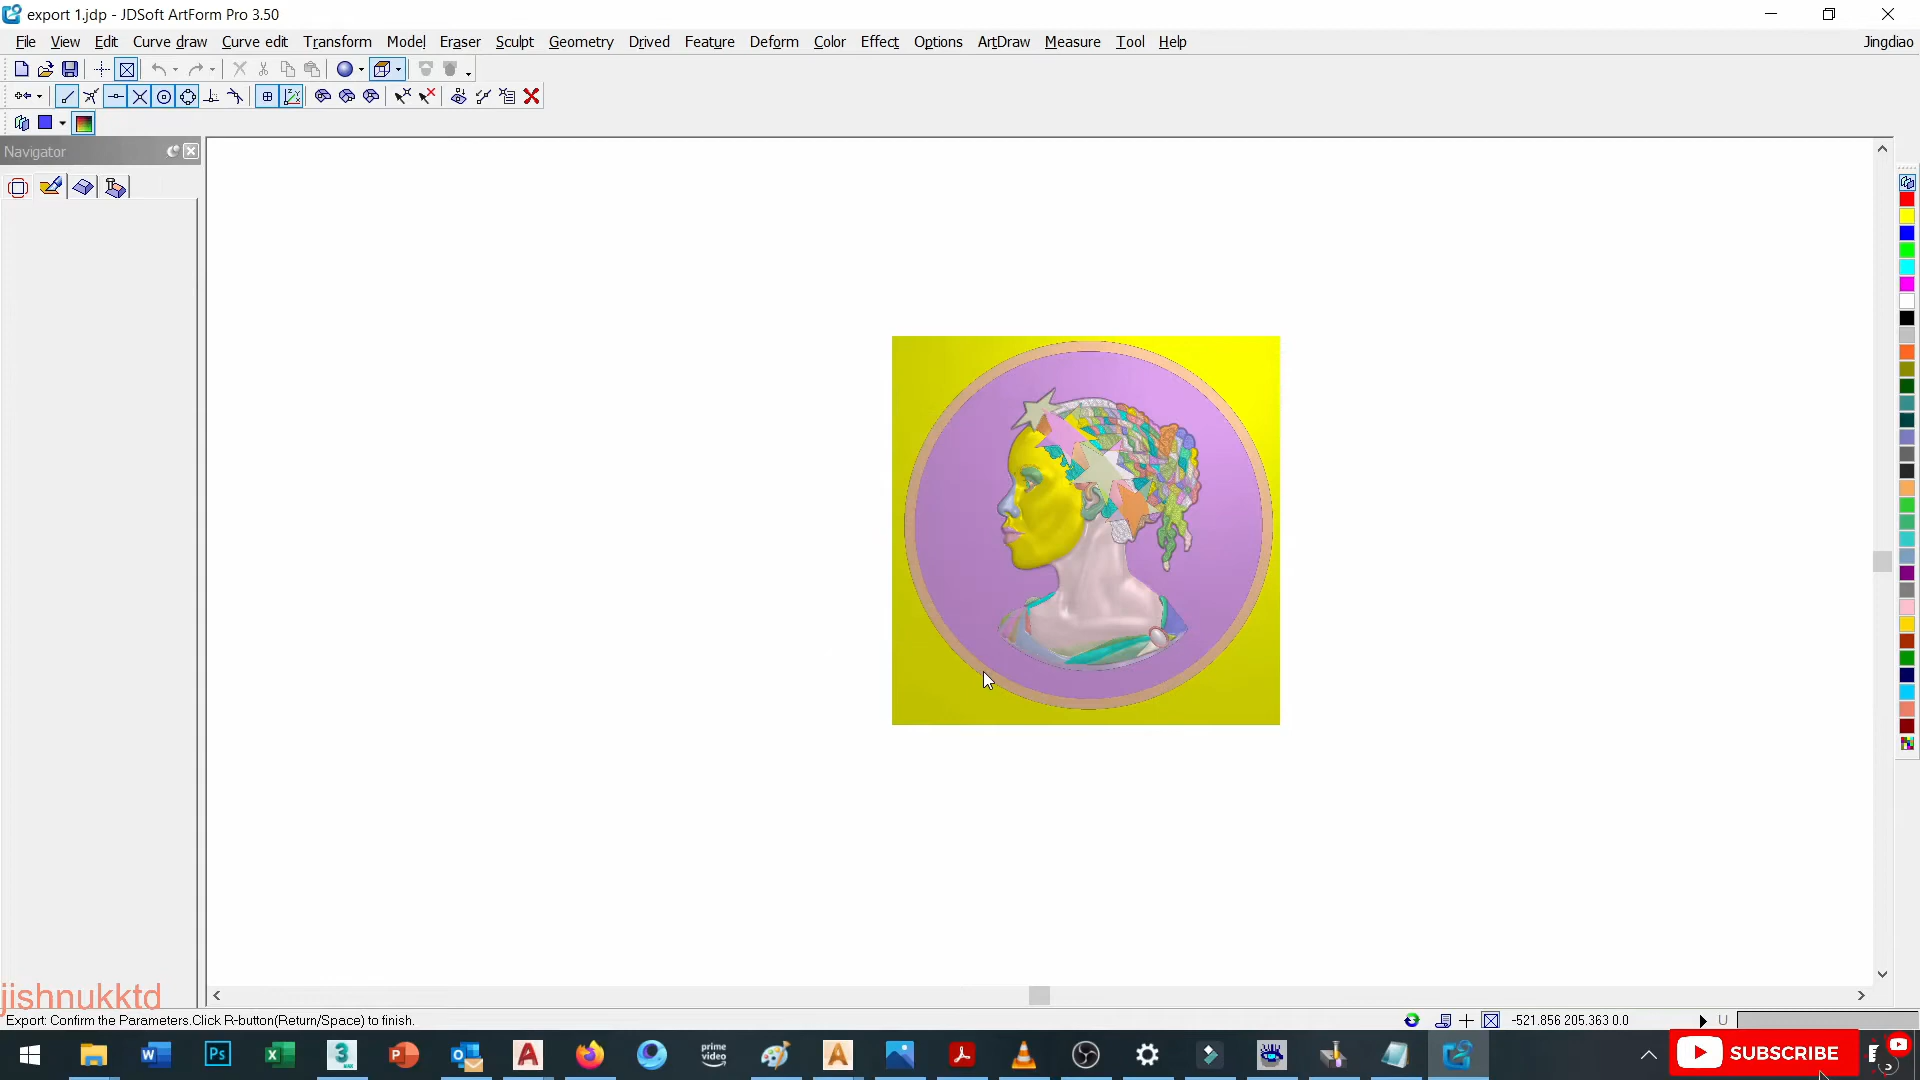 export 1.jdp - JDSoft ArtForm Pro 3.50
File View Edit Curve draw Curve edit Transform Model Eraser Sculpt Geometry Drived Feature Deform Color Effect Options ArtDraw Measure Tool Help Jingdiao
Navigator
jishnukktd
Export: Confirm the Parameters.Click R-button(Return/Space) to finish.
-521.856 205.363 0.0
U
prime video
SUBSCRIBE